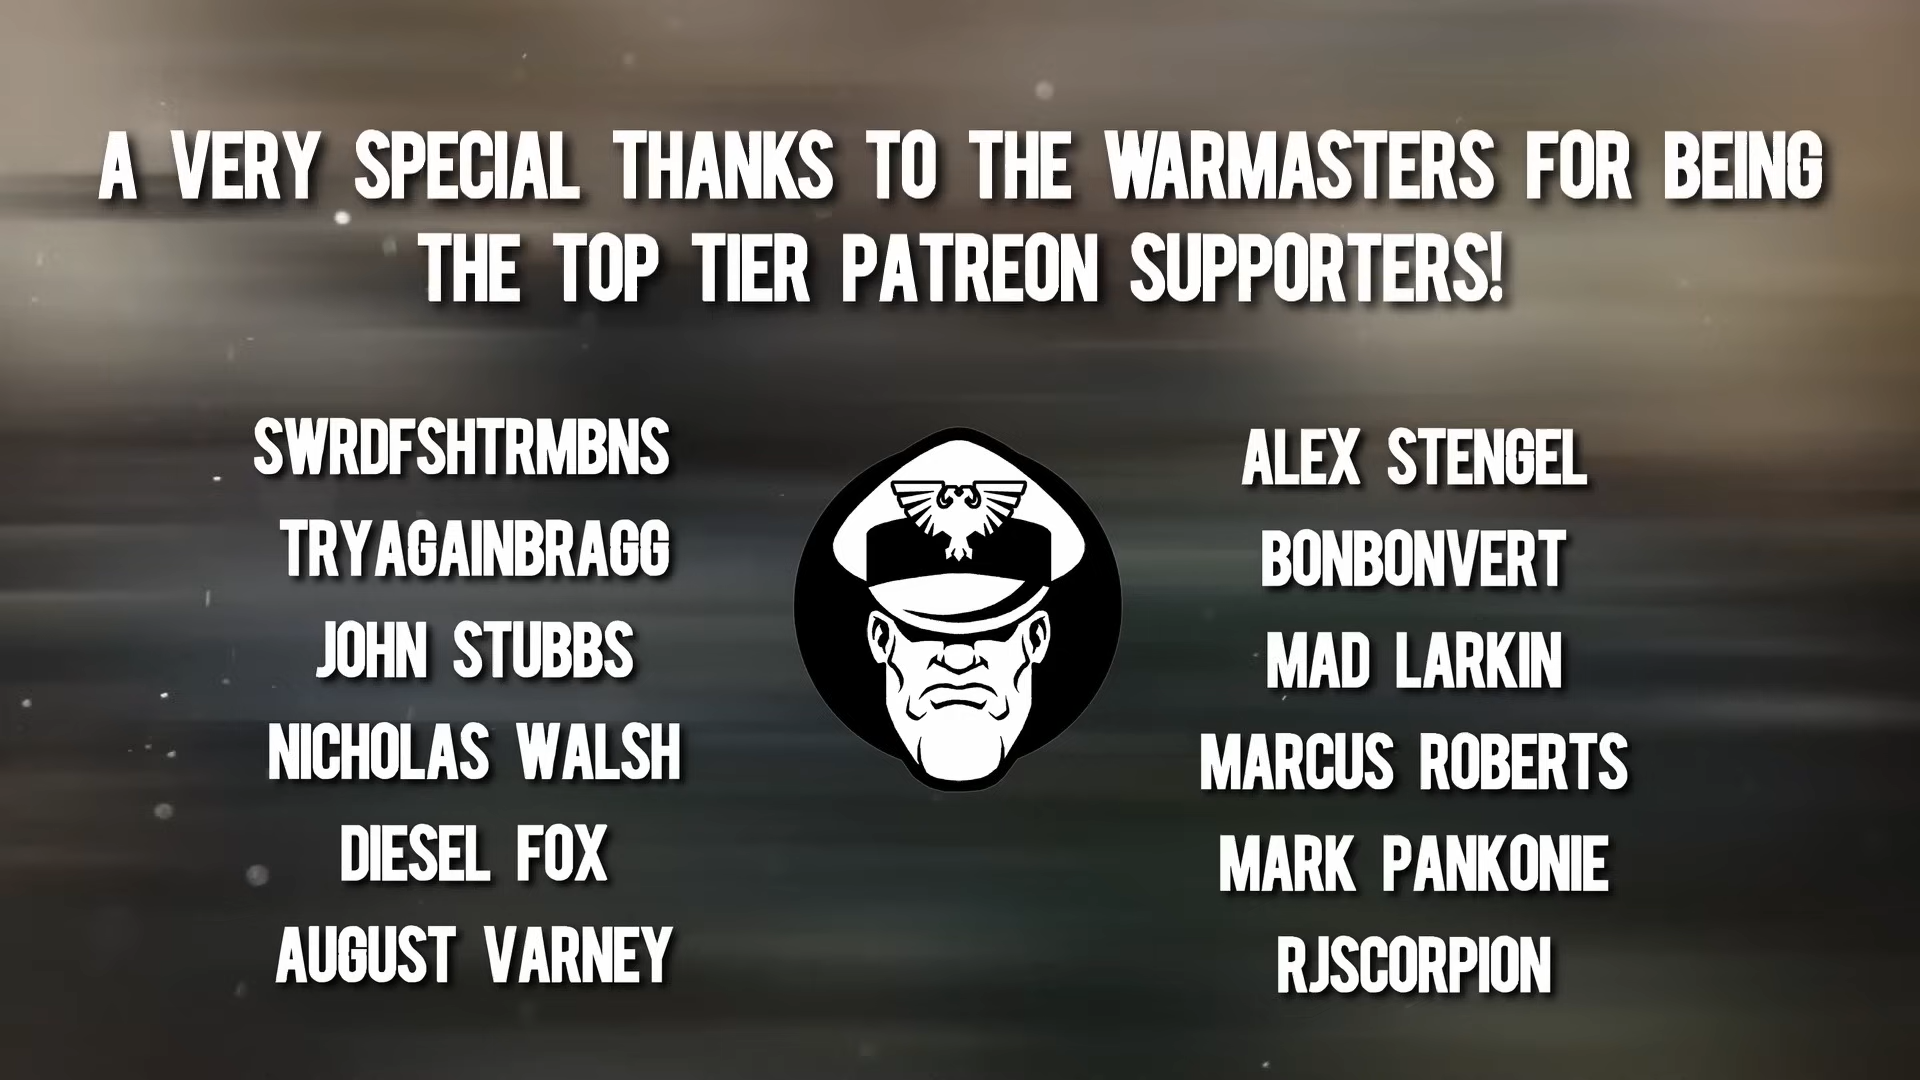 A VERY SPECIAL THANKS TO THE WARMASTERS FOR BEING
THE TOP TIER PATREON SUPPORTERS!
SWRDFSHTRMBNS
TRYAGAINBRAGG
JOHN STUBBS
NICHOLAS WALSH
DIESEL FOX
AUGUST VARNEY
ALEX STENGEL
BONBONVERT
MAD LARKIN
MARCUS ROBERTS
MARK PANKONIE
RJSCORPION